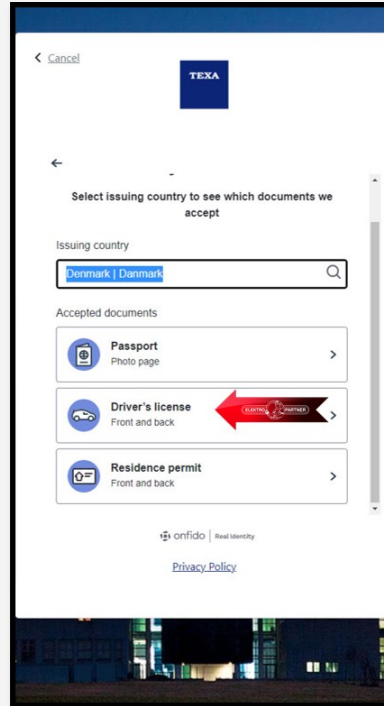 Cancel
TEXA
Select issuing country to see which documents we
accept
Issuing country
Denmark | Danmark
Accepted documents
Passport
Photo page
Driver's license
Front and back
ELEKTRO PARTNER
Residence permit
Front and back
onfido | Real Identity
Privacy Policy